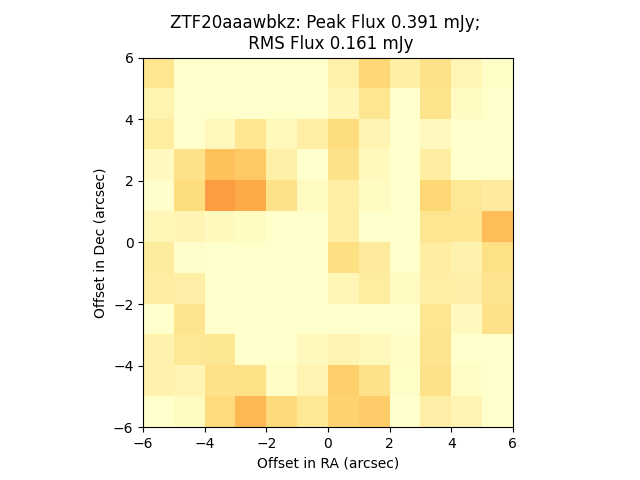 ZTF20aaawbkz: Peak Flux 0.391 mJy;
RMS Flux 0.161 mJy
6
4
2
0
−2
−4
−6
Offset in Dec (arcsec)
−6 −4 −2 0 2 4 6
Offset in RA (arcsec)